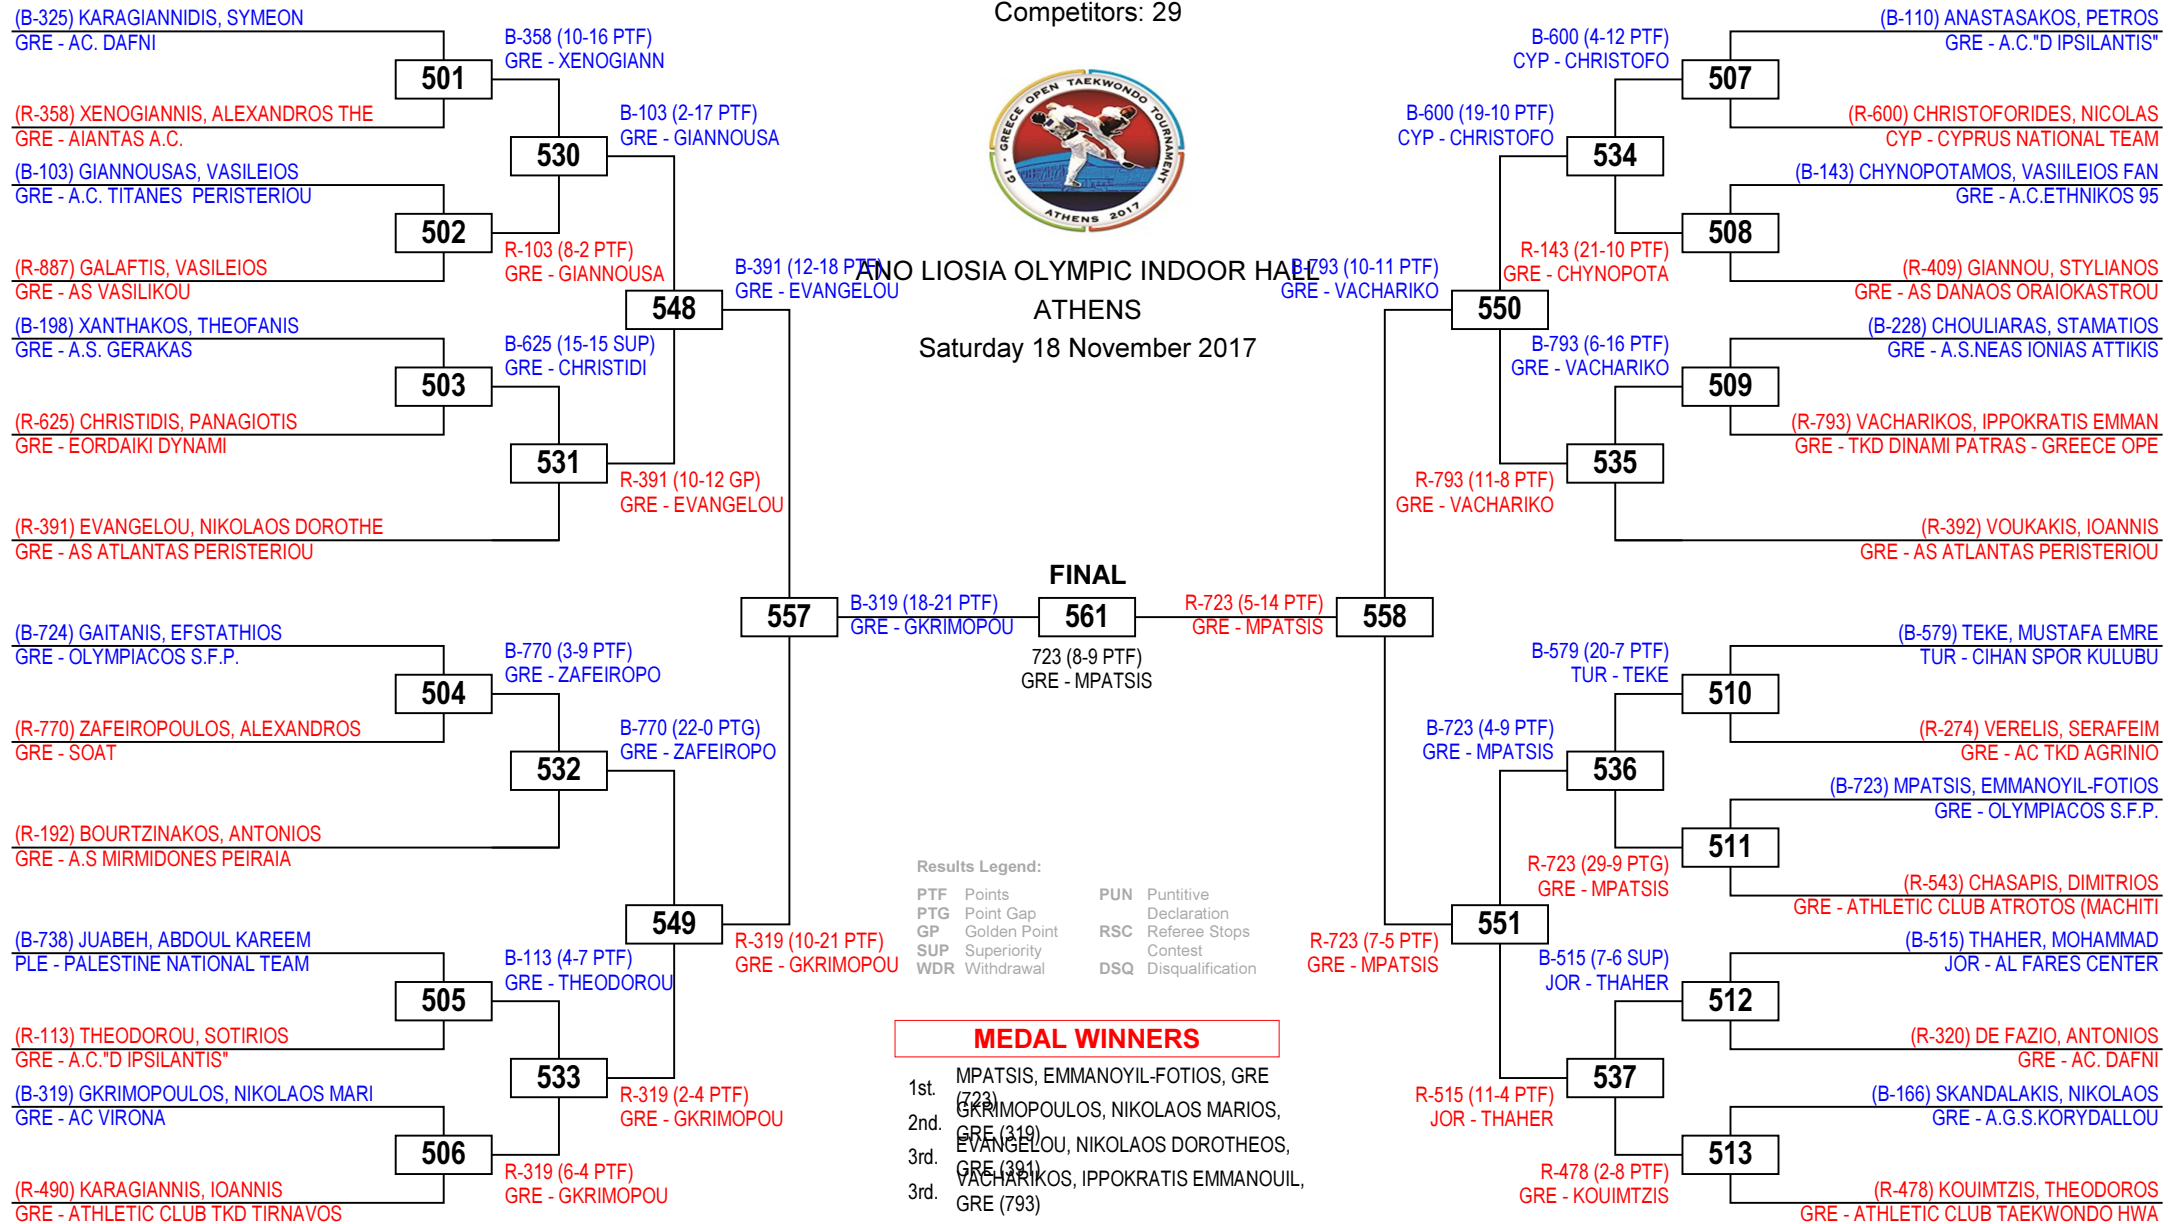 Competitors: 29
GI - GREECE OPEN TAEKWONDO TOURNAMENT
ATHENS 2017
ANO LIOSIA OLYMPIC INDOOR HALL
ATHENS
Saturday 18 November 2017
(B-325) KARAGIANNIDIS, SYMEON
GRE - AC. DAFNI
501
(R-358) XENOGIANNIS, ALEXANDROS THE
GRE - AIANTAS A.C.
(B-103) GIANNOUSAS, VASILEIOS
GRE - A.C. TITANES PERISTERIOU
502
(R-887) GALAFTIS, VASILEIOS
GRE - AS VASILIKOU
(B-198) XANTHAKOS, THEOFANIS
GRE - A.S. GERAKAS
503
(R-625) CHRISTIDIS, PANAGIOTIS
GRE - EORDAIKI DYNAMI
(R-391) EVANGELOU, NIKOLAOS DOROTHE
GRE - AS ATLANTAS PERISTERIOU
(B-724) GAITANIS, EFSTATHIOS
GRE - OLYMPIACOS S.F.P.
504
(R-770) ZAFEIROPOULOS, ALEXANDROS
GRE - SOAT
(R-192) BOURTZINAKOS, ANTONIOS
GRE - A.S MIRMIDONES PEIRAIA
(B-738) JUABEH, ABDOUL KAREEM
PLE - PALESTINE NATIONAL TEAM
505
(R-113) THEODOROU, SOTIRIOS
GRE - A.C."D IPSILANTIS"
(B-319) GKRIMOPOULOS, NIKOLAOS MARI
GRE - AC VIRONA
506
(R-490) KARAGIANNIS, IOANNIS
GRE - ATHLETIC CLUB TKD TIRNAVOS
B-358 (10-16 PTF)
GRE - XENOGIANN
530
R-103 (8-2 PTF)
GRE - GIANNOUSA
B-625 (15-15 SUP)
GRE - CHRISTIDI
531
B-770 (3-9 PTF)
GRE - ZAFEIROPO
532
B-113 (4-7 PTF)
GRE - THEODOROU
533
R-319 (6-4 PTF)
GRE - GKRIMOPOU
B-103 (2-17 PTF)
GRE - GIANNOUSA
548
R-391 (10-12 GP)
GRE - EVANGELOU
B-770 (22-0 PTG)
GRE - ZAFEIROPO
549
R-319 (2-4 PTF)
GRE - GKRIMOPOU
B-391 (12-18 PTF)
GRE - EVANGELOU
557
R-319 (10-21 PTF)
GRE - GKRIMOPOU
B-319 (18-21 PTF)
GRE - GKRIMOPOU
FINAL
561
723 (8-9 PTF)
GRE - MPATSIS
R-723 (5-14 PTF)
GRE - MPATSIS
558
B-793 (10-11 PTF)
GRE - VACHARIKO
R-723 (7-5 PTF)
GRE - MPATSIS
B-600 (19-10 PTF)
CYP - CHRISTOFO
550
R-793 (11-8 PTF)
GRE - VACHARIKO
B-723 (4-9 PTF)
GRE - MPATSIS
551
R-515 (11-4 PTF)
JOR - THAHER
B-600 (4-12 PTF)
CYP - CHRISTOFO
534
R-143 (21-10 PTF)
GRE - CHYNOPOTA
B-793 (6-16 PTF)
GRE - VACHARIKO
535
B-579 (20-7 PTF)
TUR - TEKE
536
R-723 (29-9 PTG)
GRE - MPATSIS
B-515 (7-6 SUP)
JOR - THAHER
537
R-478 (2-8 PTF)
GRE - KOUIMTZIS
(B-110) ANASTASAKOS, PETROS
GRE - A.C."D IPSILANTIS"
507
(R-600) CHRISTOFORIDES, NICOLAS
CYP - CYPRUS NATIONAL TEAM
(B-143) CHYNOPOTAMOS, VASIILEIOS FAN
GRE - A.C.ETHNIKOS 95
508
(R-409) GIANNOU, STYLIANOS
GRE - AS DANAOS ORAIOKASTROU
(B-228) CHOULIARAS, STAMATIOS
GRE - A.S.NEAS IONIAS ATTIKIS
509
(R-793) VACHARIKOS, IPPOKRATIS EMMAN
GRE - TKD DINAMI PATRAS - GREECE OPE
(R-392) VOUKAKIS, IOANNIS
GRE - AS ATLANTAS PERISTERIOU
(B-579) TEKE, MUSTAFA EMRE
TUR - CIHAN SPOR KULUBU
510
(R-274) VERELIS, SERAFEIM
GRE - AC TKD AGRINIO
(B-723) MPATSIS, EMMANOYIL-FOTIOS
GRE - OLYMPIACOS S.F.P.
511
(R-543) CHASAPIS, DIMITRIOS
GRE - ATHLETIC CLUB ATROTOS (MACHITI
(B-515) THAHER, MOHAMMAD
JOR - AL FARES CENTER
512
(R-320) DE FAZIO, ANTONIOS
GRE - AC. DAFNI
(B-166) SKANDALAKIS, NIKOLAOS
GRE - A.G.S.KORYDALLOU
513
(R-478) KOUIMTZIS, THEODOROS
GRE - ATHLETIC CLUB TAEKWONDO HWA
Results Legend:
PTF Points
PTG Point Gap
GP Golden Point
SUP Superiority
WDR Withdrawal
PUN Puntitive
Declaration
RSC Referee Stops
Contest
DSQ Disqualification
MEDAL WINNERS
1st. MPATSIS, EMMANOYIL-FOTIOS, GRE
(723)
2nd. GKRIMOPOULOS, NIKOLAOS MARIOS,
GRE (319)
3rd. EVANGELOU, NIKOLAOS DOROTHEOS,
GRE (391)
3rd. VACHARIKOS, IPPOKRATIS EMMANOUIL,
GRE (793)